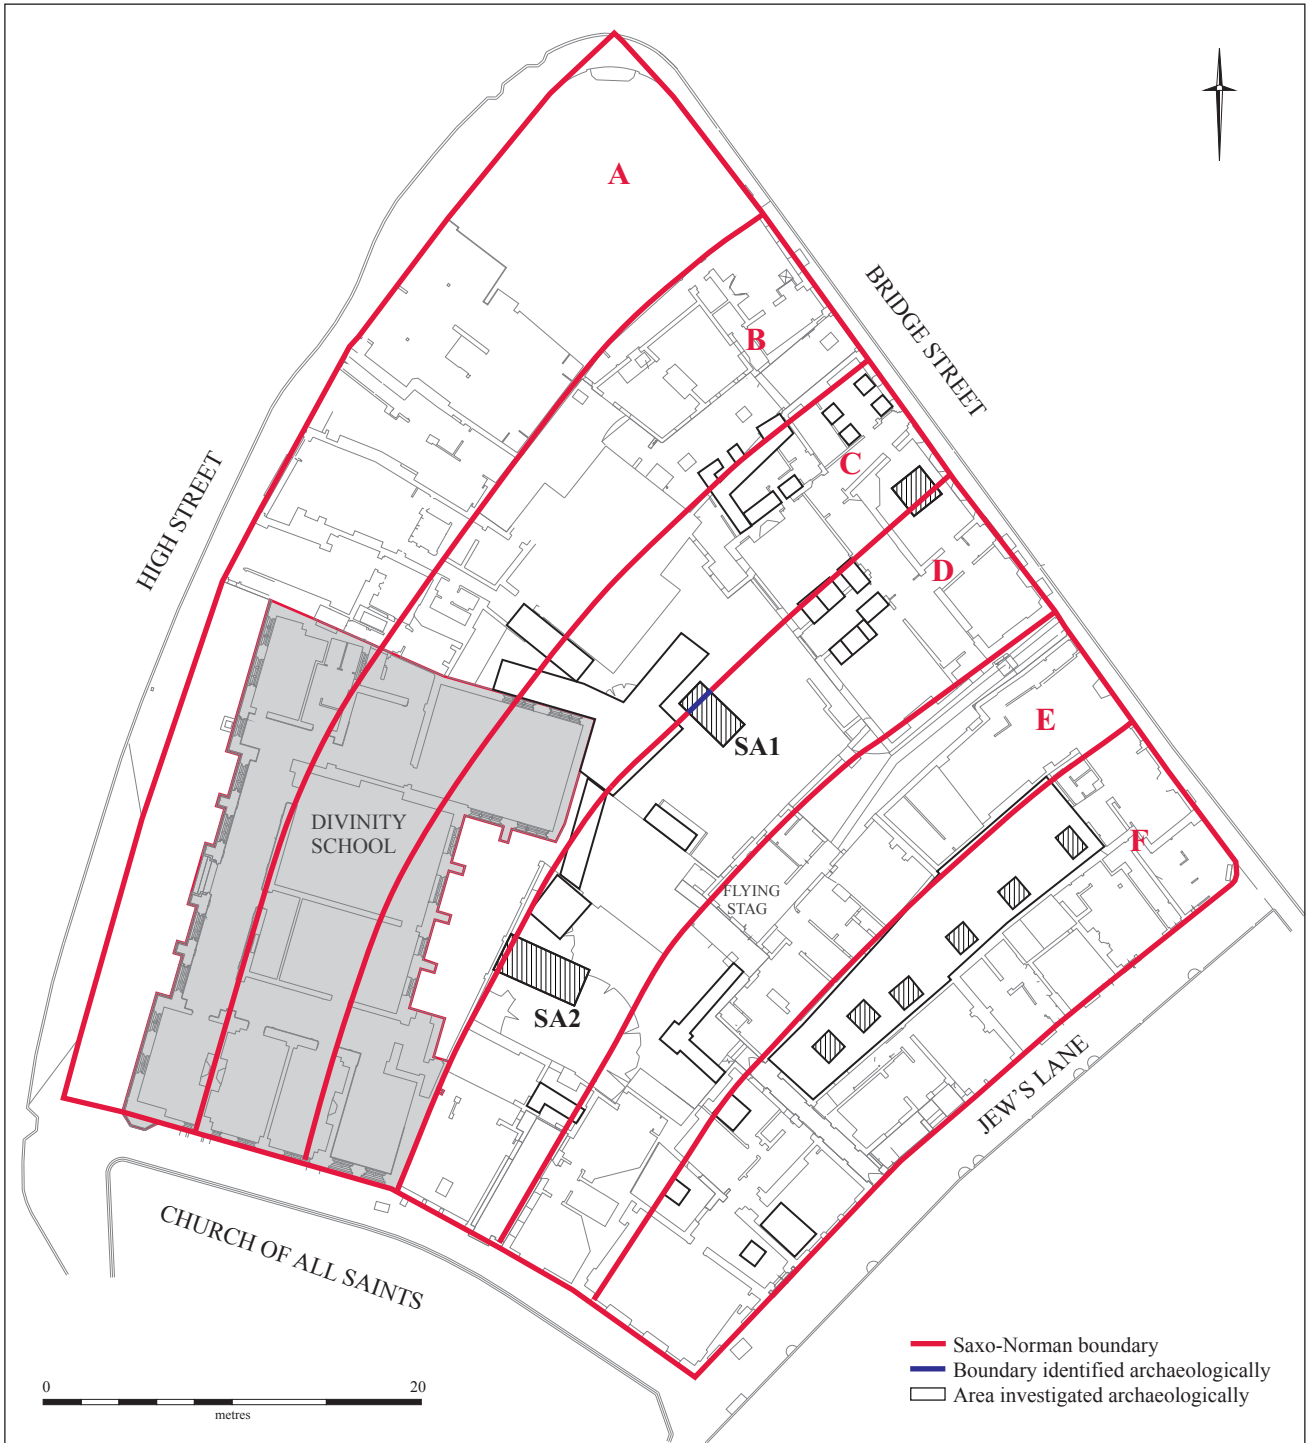 A
B
BRIDGE STREET
C
HIGH STREET
D
E
SA1
DIVINITY
SCHOOL
F
FLYING
STAG
SA2
JEW'S LANE
CHURCH OF ALL SAINTS
Saxo-Norman boundary
Boundary identified archaeologically
Area investigated archaeologically
0 20
metres